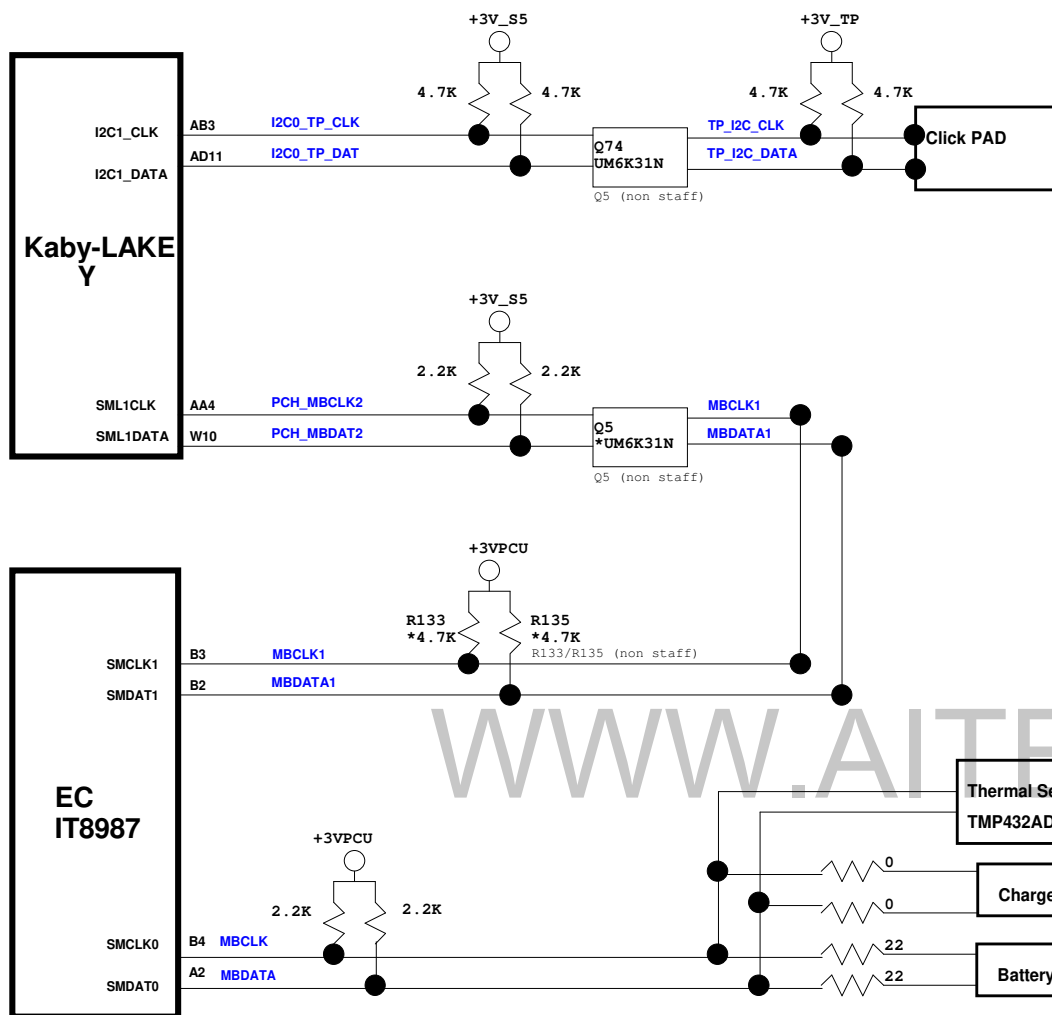 +3V_S5
+3V_TP
4.7K
4.7K
4.7K
4.7K
I2C1_CLK
AB3
I2C0_TP_CLK
TP_I2C_CLK
Click PAD
I2C1_DATA
AD11
I2C0_TP_DAT
Q74
UM6K31N
TP_I2C_DATA
Q5 (non staff)
Kaby-LAKE
Y
+3V_S5
2.2K
2.2K
SML1CLK
AA4
PCH_MBCLK2
MBCLK1
SML1DATA
W10
PCH_MBDAT2
Q5
*UM6K31N
MBDATA1
Q5 (non staff)
+3VPCU
R133
*4.7K
R135
*4.7K
R133/R135 (non staff)
SMCLK1
B3
MBCLK1
SMDAT1
B2
MBDATA1
WWW.AITE
EC
IT8987
Thermal Se
TMP432AD
+3VPCU
2.2K
2.2K
0
0
Charge
SMCLK0
B4
MBCLK
22
SMDAT0
A2
MBDATA
22
Battery